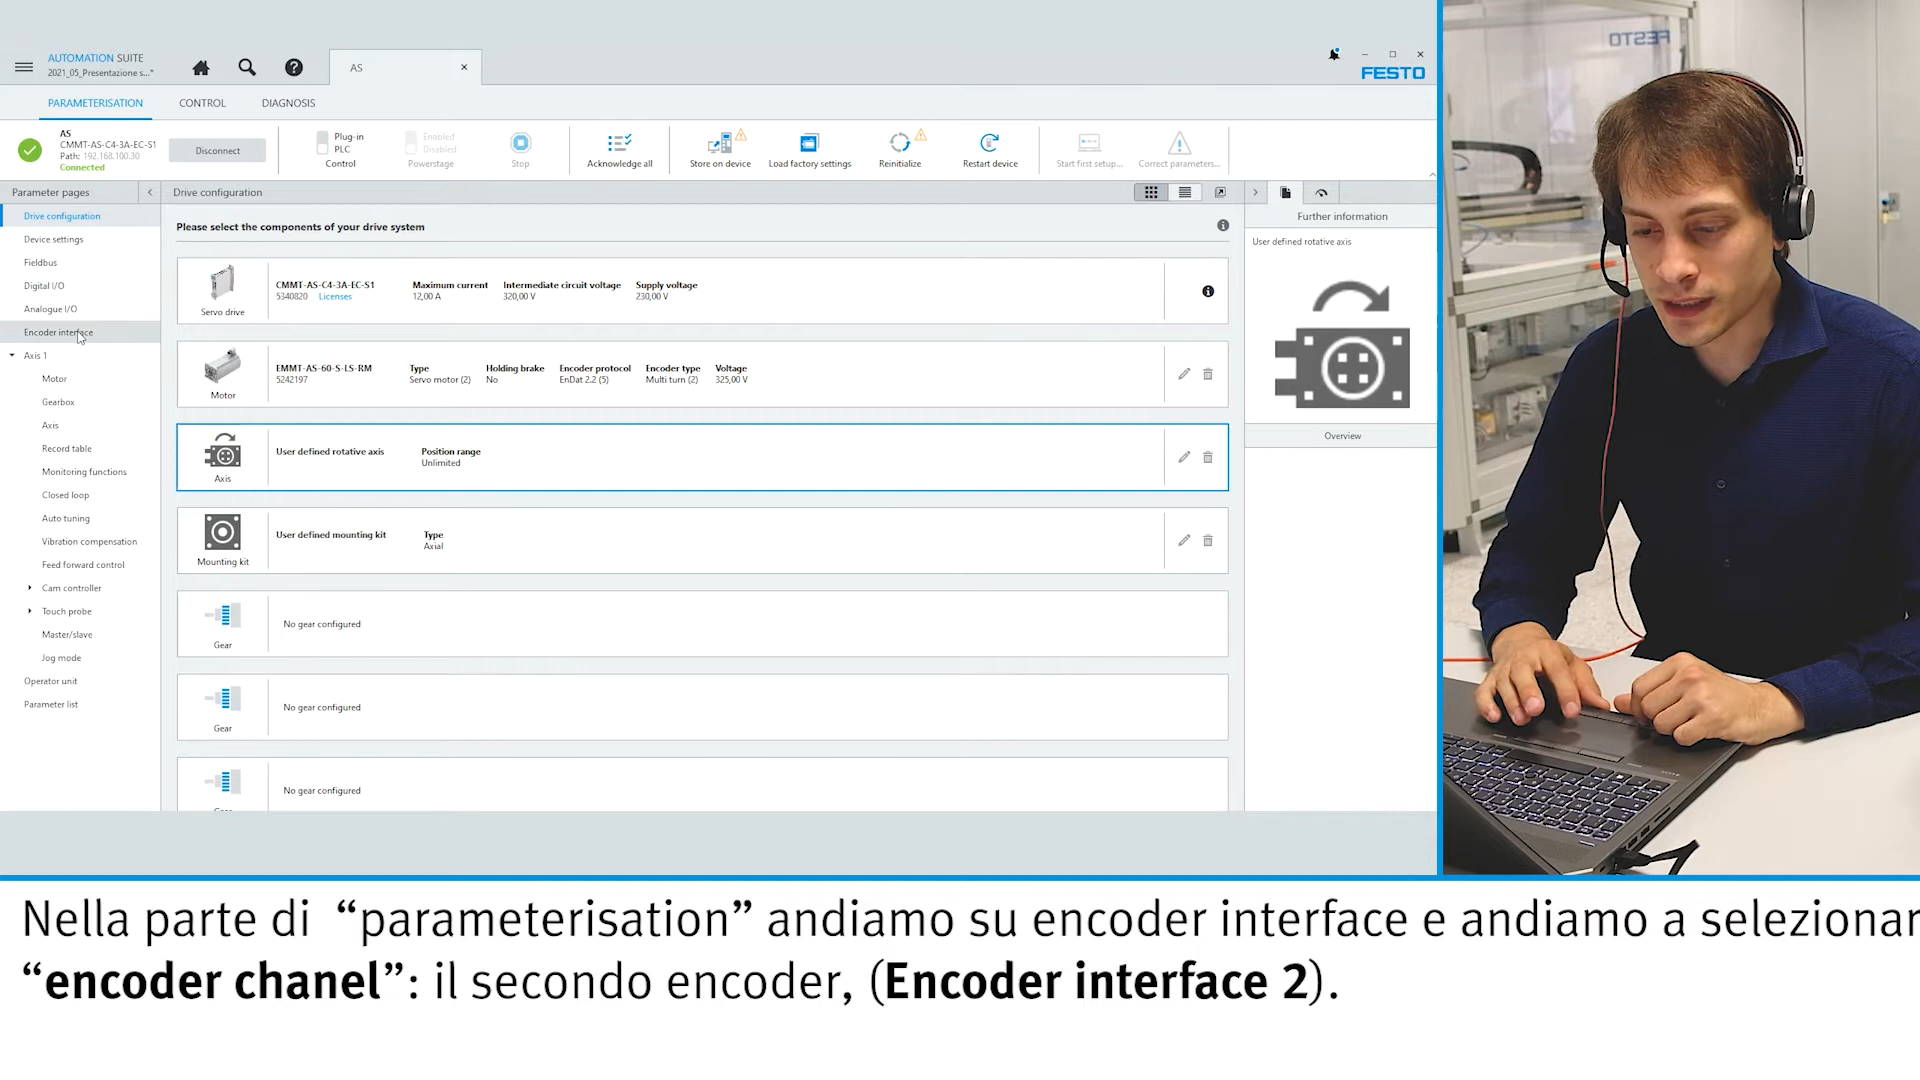 AUTOMATION SUITE
2021_05_Presentazione s...*
AS
FESTO
PARAMETERISATION
CONTROL
DIAGNOSIS
AS
CMMT-AS-C4-3A-EC-S1
Path: 192.168.100.30
Connected
Disconnect
Plug-in
PLC
Control
Enabled
Disabled
Powerstage
Stop
Acknowledge all
Store on device
Load factory settings
Reinitialize
Restart device
Start first setup...
Correct parameters...
Parameter pages
Drive configuration
Device settings
Fieldbus
Digital I/O
Analogue I/O
Encoder interface
Axis 1
Motor
Gearbox
Axis
Record table
Monitoring functions
Closed loop
Auto tuning
Vibration compensation
Feed forward control
Cam controller
Touch probe
Master/slave
Jog mode
Operator unit
Parameter list
Drive configuration
Please select the components of your drive system
Servo drive
CMMT-AS-C4-3A-EC-S1
5340820 Licenses
Maximum current
12,00 A
Intermediate circuit voltage
320,00 V
Supply voltage
230,00 V
Motor
EMMT-AS-60-S-LS-RM
5242197
Type
Servo motor (2)
Holding brake
No
Encoder protocol
EnDat 2.2 (5)
Encoder type
Multi turn (2)
Voltage
325,00 V
Axis
User defined rotative axis
Position range
Unlimited
Mounting kit
User defined mounting kit
Type
Axial
Gear
No gear configured
Gear
No gear configured
No gear configured
Further information
User defined rotative axis
Overview
FESTO
Nella parte di “parameterisation” andiamo su encoder interface e andiamo a selezionar
“encoder chanel”: il secondo encoder, (Encoder interface 2).